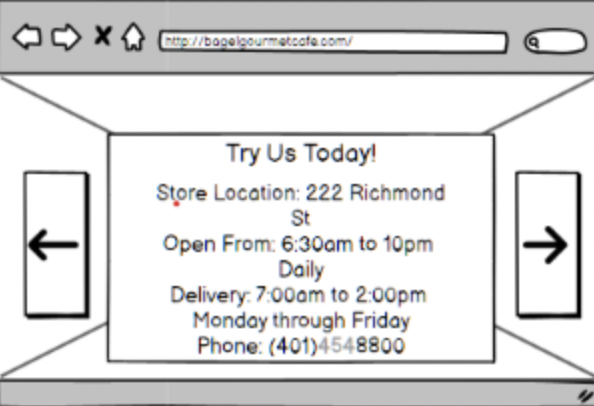 http://bagelgourmetcafe.com/
Try Us Today!
Store Location: 222 Richmond
St
Open From: 6:30am to 10pm
Daily
Delivery: 7:00am to 2:00pm
Monday through Friday
Phone: (401)4548800